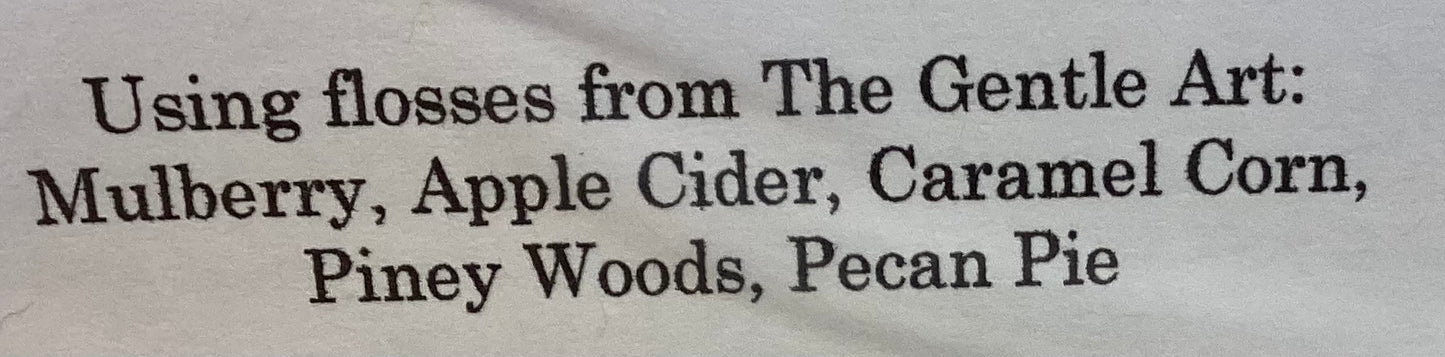 Using flosses from The Gentle Art:
Mulberry, Apple Cider, Caramel Corn,
Piney Woods, Pecan Pie